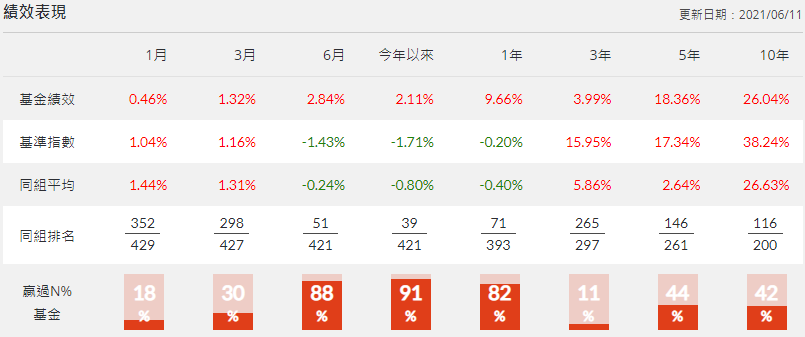 績效表現 更新日期：2021/06/11
1月 3月 6月 今年以來 1年 3年 5年 10年
基金績效 0.46% 1.32% 2.84% 2.11% 9.66% 3.99% 18.36% 26.04%
基準指數 1.04% 1.16% -1.43% -1.71% -0.20% 15.95% 17.34% 38.24%
同組平均 1.44% 1.31% -0.24% -0.80% -0.40% 5.86% 2.64% 26.63%
352 298 51 39 71 265 146 116
同組排名
429 427 421 421 393 297 261 200
贏過N% 18 30 88 91 82 11 44 42
基金 % % % % % % % %